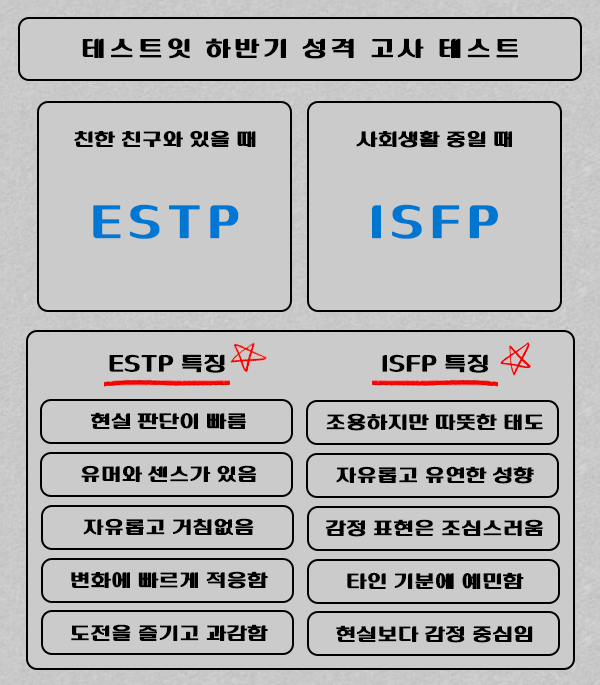 테스트잇 하반기 성격 고사 테스트
친한 친구와 있을 때
사회생활 중일 때
ESTP
ISFP
ESTP 특징
ISFP 특징
현실 판단이 빠름
조용하지만 따뜻한 태도
유머와 센스가 있음
자유롭고 유연한 성향
자유롭고 거침없음
감정 표현은 조심스러움
변화에 빠르게 적응함
타인 기분에 예민함
도전을 즐기고 과감함
현실보다 감정 중심임